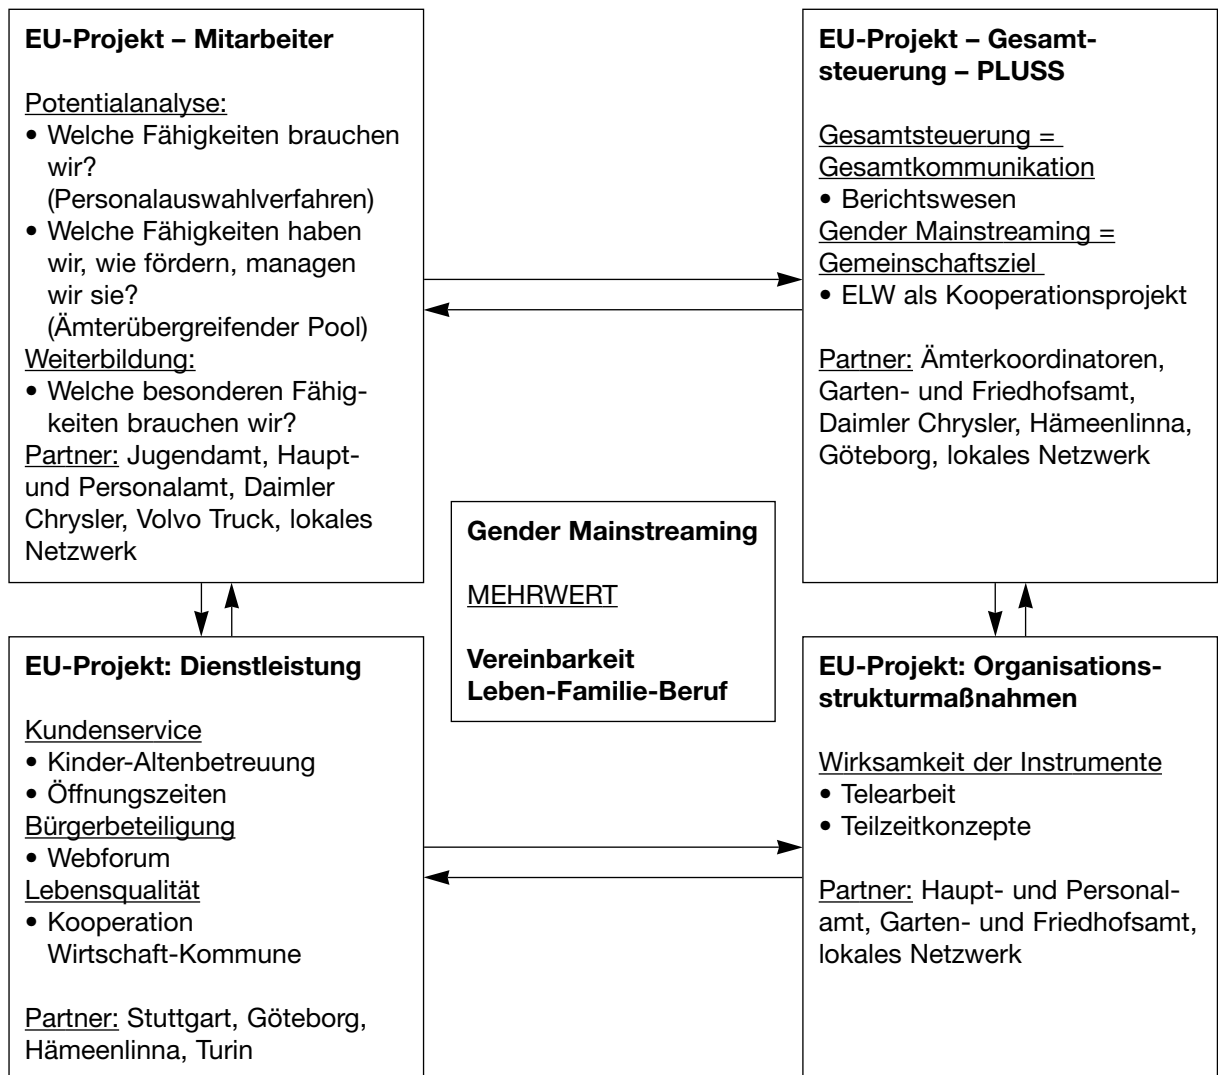 EU-Projekt – Mitarbeiter
Potentialanalyse:
• Welche Fähigkeiten brauchen
wir?
(Personalauswahlverfahren)
• Welche Fähigkeiten haben
wir, wie fördern, managen
wir sie?
(Ämterübergreifender Pool)
Weiterbildung:
• Welche besonderen Fähig-
keiten brauchen wir?
Partner: Jugendamt, Haupt-
und Personalamt, Daimler
Chrysler, Volvo Truck, lokales
Netzwerk
EU-Projekt – Gesamt-
steuerung – PLUSS
Gesamtsteuerung =
Gesamtkommunikation
• Berichtswesen
Gender Mainstreaming =
Gemeinschaftsziel
• ELW als Kooperationsprojekt
Partner: Ämterkoordinatoren,
Garten- und Friedhofsamt,
Daimler Chrysler, Hämeenlinna,
Göteborg, lokales Netzwerk
Gender Mainstreaming
MEHRWERT
Vereinbarkeit
Leben-Familie-Beruf
EU-Projekt: Dienstleistung
Kundenservice
• Kinder-Altenbetreuung
• Öffnungszeiten
Bürgerbeteiligung
• Webforum
Lebensqualität
• Kooperation
Wirtschaft-Kommune
Partner: Stuttgart, Göteborg,
Hämeenlinna, Turin
EU-Projekt: Organisations-
strukturmaßnahmen
Wirksamkeit der Instrumente
• Telearbeit
• Teilzeitkonzepte
Partner: Haupt- und Personal-
amt, Garten- und Friedhofsamt,
lokales Netzwerk